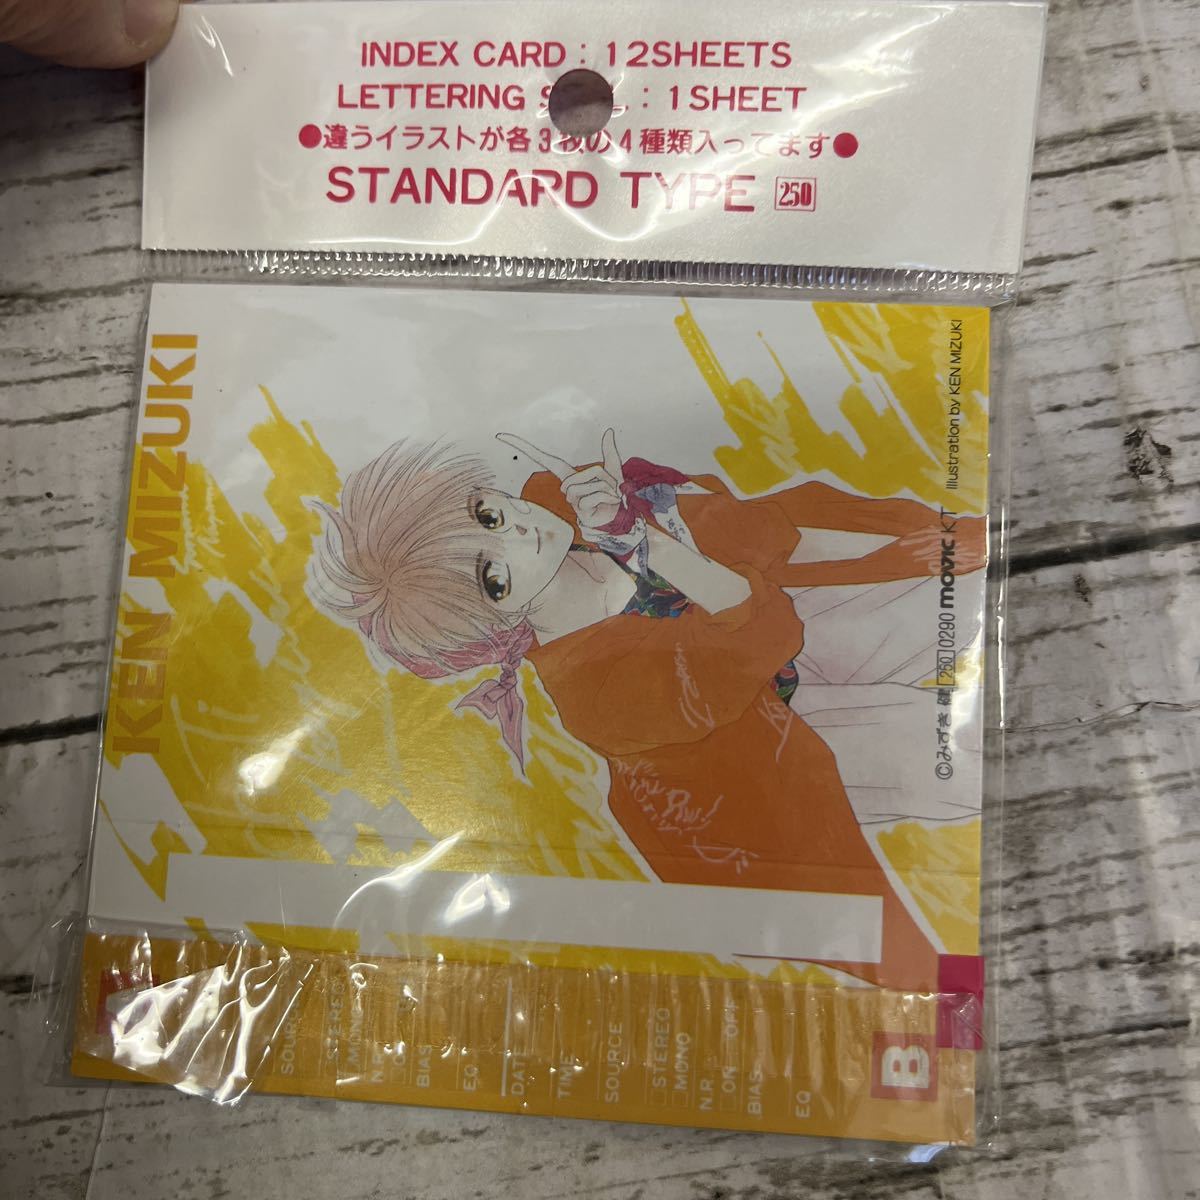 INDEX CARD : 12SHEETS
LETTERING : 1SHEET
●違うイラストが各3枚の4種類入ってます●
STANDARD TYPE 250
KEN MIZUKI
Illustration by KEN MIZUKI
©みずき 健 250 0290 movic KT
A
SOURCE
STEREO
MONO
N.R.
BIAS
EQ
DATE
TIME
SOURCE
□STEREO
□MONO
N.R.
□ON □OFF
BIAS
EQ
B